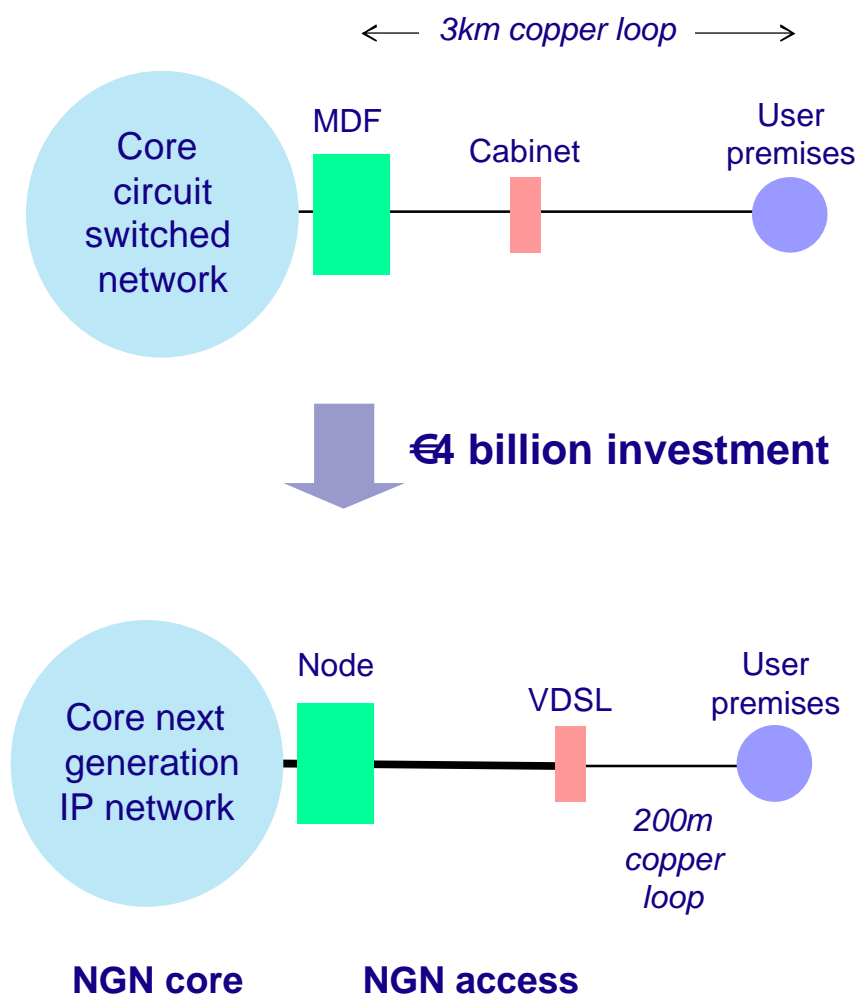 3km copper loop
MDF
User
premises
Cabinet
Core
circuit
switched
network
€4 billion investment
Node
User
premises
VDSL
Core next
generation
IP network
200m
copper
loop
NGN core
NGN access